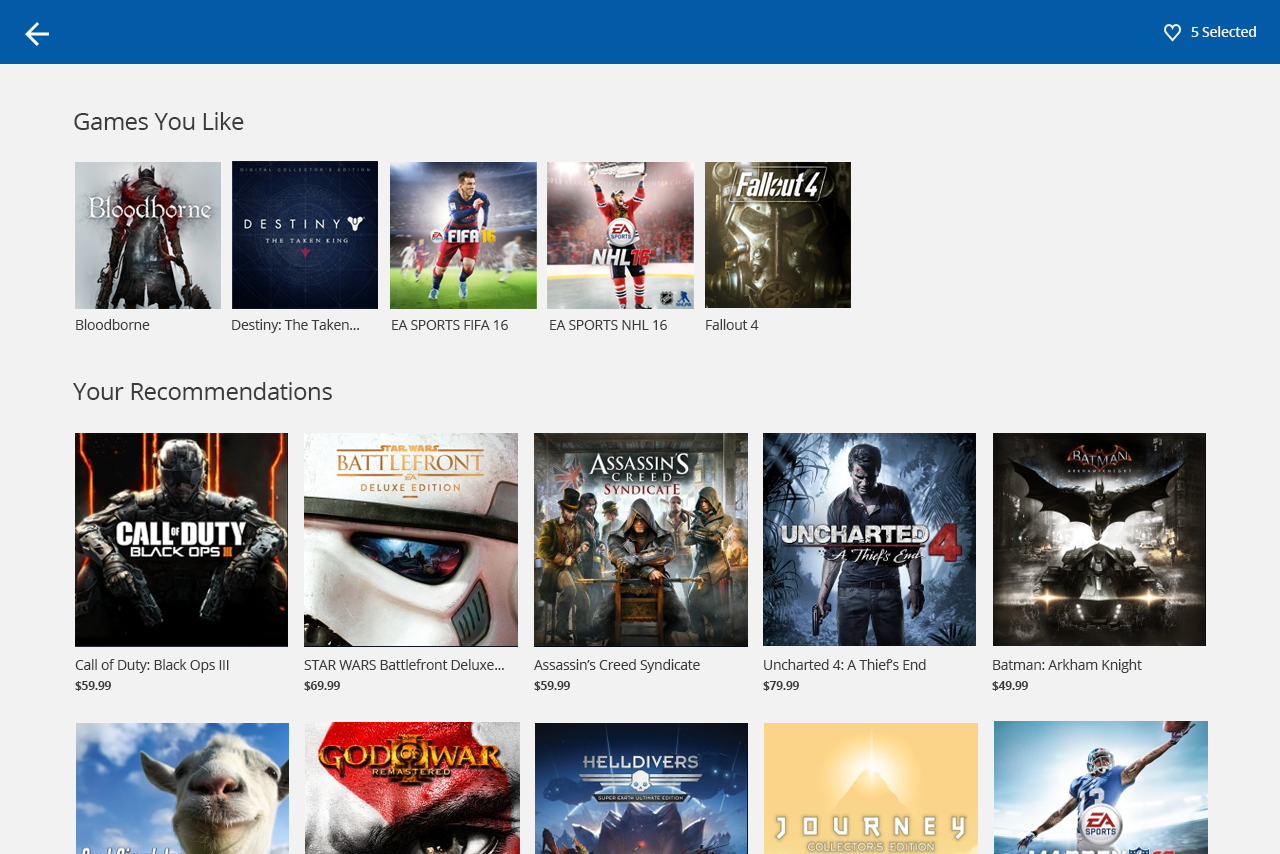 5 Selected
Games You Like
Bloodborne
DIGITAL COLLECTOR'S EDITION
DESTINY
THE TAKEN KING
EA
FIFA 16
EA
SPORTS
NHL 16
Fallout 4
Bloodborne
Destiny: The Taken...
EA SPORTS FIFA 16
EA SPORTS NHL 16
Fallout 4
Your Recommendations
CALL OF DUTY
BLACK OPS III
STAR WARS
BATTLEFRONT
EA
DELUXE EDITION
ASSASSIN'S
CREED
SYNDICATE
UNCHARTED 4
A Thief's End
BATMAN
ARKHAM KNIGHT
Call of Duty: Black Ops III
STAR WARS Battlefront Deluxe...
Assassin’s Creed Syndicate
Uncharted 4: A Thief’s End
Batman: Arkham Knight
$59.99
$69.99
$59.99
$79.99
$49.99
GOD OF WAR
III
REMASTERED
HELLDIVERS
SUPER EARTH ULTIMATE EDITION
JOURNEY
COLLECTOR'S EDITION
13
EA
SPORTS